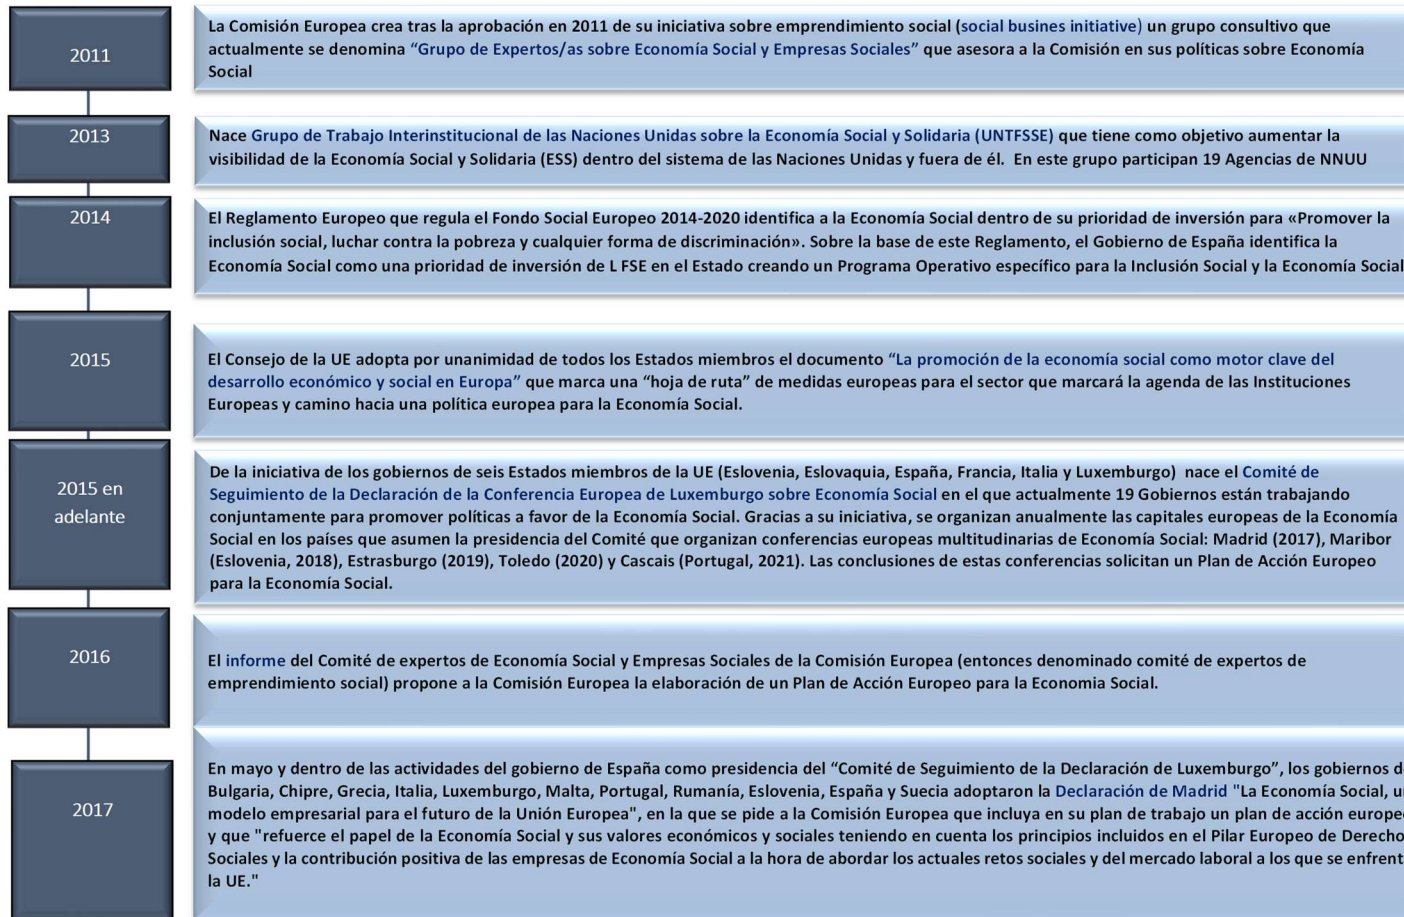 2011
La Comisión Europea crea tras la aprobación en 2011 de su iniciativa sobre emprendimiento social (social busines initiative) un grupo consultivo que
actualmente se denomina “Grupo de Expertos/as sobre Economía Social y Empresas Sociales” que asesora a la Comisión en sus políticas sobre Economía
Social
2013
Nace Grupo de Trabajo Interinstitucional de las Naciones Unidas sobre la Economía Social y Solidaria (UNTFSSE) que tiene como objetivo aumentar la
visibilidad de la Economía Social y Solidaria (ESS) dentro del sistema de las Naciones Unidas y fuera de él. En este grupo participan 19 Agencias de NNUU
2014
El Reglamento Europeo que regula el Fondo Social Europeo 2014-2020 identifica a la Economía Social dentro de su prioridad de inversión para «Promover la
inclusión social, luchar contra la pobreza y cualquier forma de discriminación». Sobre la base de este Reglamento, el Gobierno de España identifica la
Economía Social como una prioridad de inversión de L FSE en el Estado creando un Programa Operativo específico para la Inclusión Social y la Economía Social
2015
El Consejo de la UE adopta por unanimidad de todos los Estados miembros el documento “La promoción de la economía social como motor clave del
desarrollo económico y social en Europa” que marca una “hoja de ruta” de medidas europeas para el sector que marcará la agenda de las Instituciones
Europeas y camino hacia una política europea para la Economía Social.
2015 en
adelante
De la iniciativa de los gobiernos de seis Estados miembros de la UE (Eslovenia, Eslovaquia, España, Francia, Italia y Luxemburgo) nace el Comité de
Seguimiento de la Declaración de la Conferencia Europea de Luxemburgo sobre Economía Social en el que actualmente 19 Gobiernos están trabajando
conjuntamente para promover políticas a favor de la Economía Social. Gracias a su iniciativa, se organizan anualmente las capitales europeas de la Economía
Social en los países que asumen la presidencia del Comité que organizan conferencias europeas multitudinarias de Economía Social: Madrid (2017), Maribor
(Eslovenia, 2018), Estrasburgo (2019), Toledo (2020) y Cascais (Portugal, 2021). Las conclusiones de estas conferencias solicitan un Plan de Acción Europeo
para la Economía Social.
2016
El informe del Comité de expertos de Economía Social y Empresas Sociales de la Comisión Europea (entonces denominado comité de expertos de
emprendimiento social) propone a la Comisión Europea la elaboración de un Plan de Acción Europeo para la Economia Social.
2017
En mayo y dentro de las actividades del gobierno de España como presidencia del “Comité de Seguimiento de la Declaración de Luxemburgo”, los gobiernos d
Bulgaria, Chipre, Grecia, Italia, Luxemburgo, Malta, Portugal, Rumanía, Eslovenia, España y Suecia adoptaron la Declaración de Madrid "La Economía Social, u
modelo empresarial para el futuro de la Unión Europea", en la que se pide a la Comisión Europea que incluya en su plan de trabajo un plan de acción europe
y que "refuerce el papel de la Economía Social y sus valores económicos y sociales teniendo en cuenta los principios incluidos en el Pilar Europeo de Derecho
Sociales y la contribución positiva de las empresas de Economía Social a la hora de abordar los actuales retos sociales y del mercado laboral a los que se enfrent
la UE."